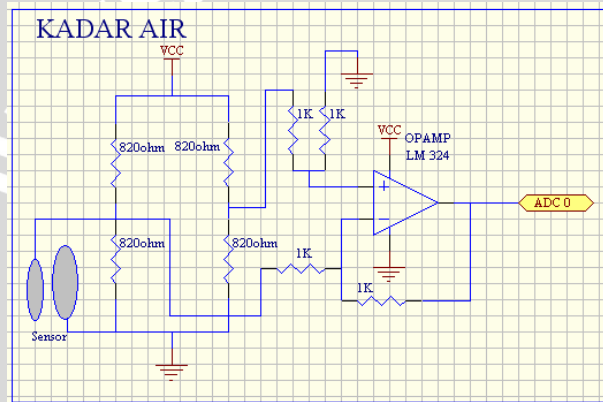 KADAR AIR
VCC
1K 1K
820ohm 820ohm
VCC OPAMP
LM 324
+
ADC 0
-
820ohm 820ohm
1K
1K
Sensor